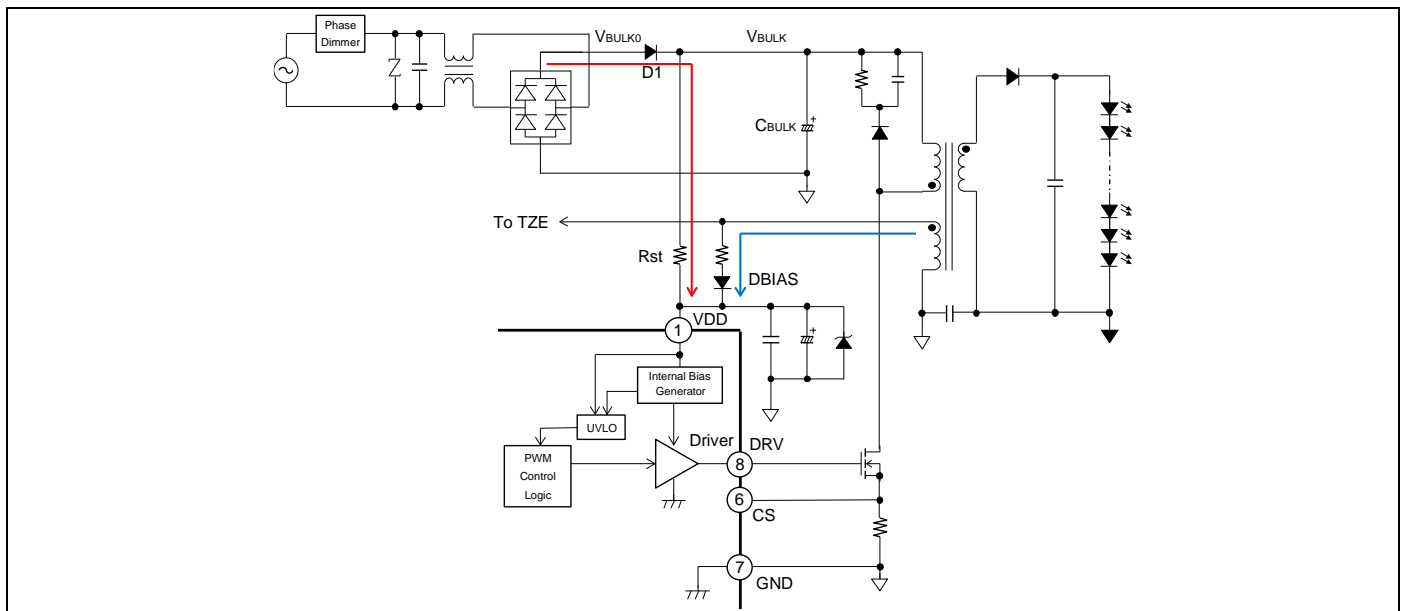 Phase
Dimmer
VBULK0
VBULK
D1
CBULK
+
To TZE
Rst
DBIAS
1
VDD
+
Internal Bias
Generator
UVLO
PWM
Control
Logic
Driver
DRV
8
6
CS
7
GND